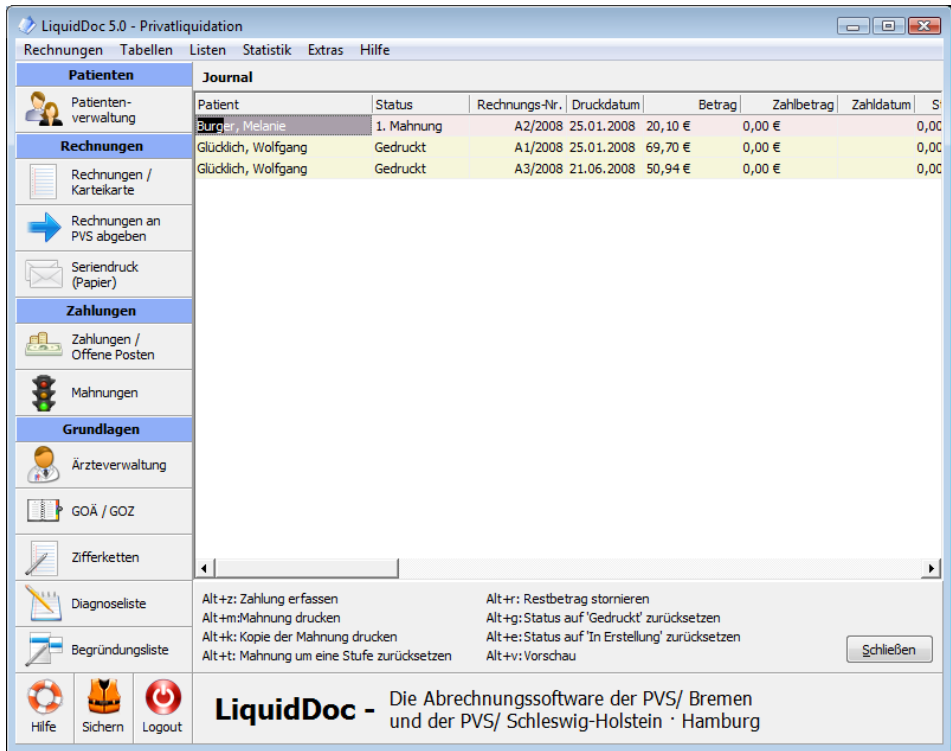 LiquidDoc 5.0 - Privatliquidation
Rechnungen Tabellen Listen Statistik Extras Hilfe
Patienten
Patienten-
verwaltung
Rechnungen
Rechnungen /
Karteikarte
Rechnungen an
PVS abgeben
Seriendruck
(Papier)
Zahlungen
Zahlungen /
Offene Posten
Mahnungen
Grundlagen
Ärzteverwaltung
GOÄ / GOZ
Zifferketten
Diagnoseliste
Begründungsliste
Hilfe Sichern Logout
Journal
Patient Status Rechnungs-Nr. Druckdatum Betrag Zahlbetrag Zahldatum
Burger, Melanie 1. Mahnung A2/2008 25.01.2008 20,10 € 0,00 € 0,00
Glücklich, Wolfgang Gedruckt A1/2008 25.01.2008 69,70 € 0,00 € 0,00
Glücklich, Wolfgang Gedruckt A3/2008 21.06.2008 50,94 € 0,00 € 0,00
Alt+z: Zahlung erfassen
Alt+m:Mahnung drucken
Alt+k: Kopie der Mahnung drucken
Alt+t: Mahnung um eine Stufe zurücksetzen
Alt+r: Restbetrag stornieren
Alt+g:Status auf 'Gedruckt' zurücksetzen
Alt+e:Status auf 'In Erstellung' zurücksetzen
Alt+v:Vorschau
Schließen
LiquidDoc - Die Abrechnungssoftware der PVS/ Bremen
und der PVS/ Schleswig-Holstein · Hamburg